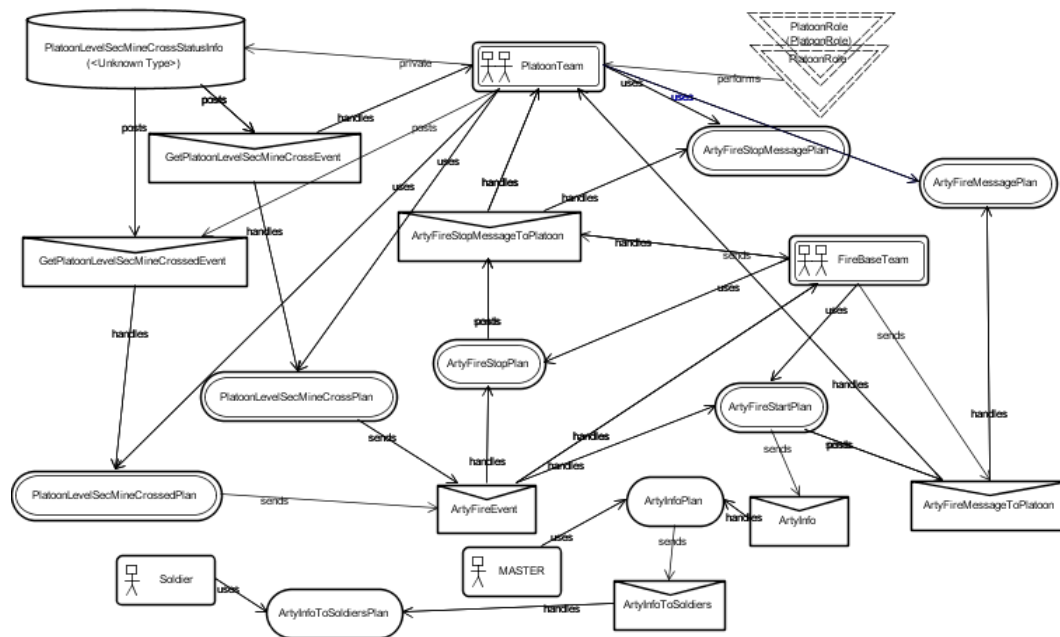 PlatoonLevelSecMineCrossStatusInfo
(<Unknown Type>)
PlatoonTeam
PlatoonRole
(PlatoonRole)
PlatoonRole
private
performs
uses
uses
posts
posts
handles
posts
uses
uses
GetPlatoonLevelSecMineCrossEvent
ArtyFireStopMessagePlan
ArtyFireMessagePlan
handles
handles
handles
ArtyFireStopMessageToPlatoon
GetPlatoonLevelSecMineCrossedEvent
handles
sends
FireBaseTeam
uses
uses
sends
handles
posts
ArtyFireStopPlan
PlatoonLevelSecMineCrossPlan
ArtyFireStartPlan
handles
handles
sends
handles
handles
handles
sends
posts
PlatoonLevelSecMineCrossedPlan
sends
ArtyFireEvent
ArtyInfoPlan
handles
ArtyInfo
ArtyFireMessageToPlatoon
uses
sends
Soldier
MASTER
uses
ArtyInfoToSoldiersPlan
handles
ArtyInfoToSoldiers